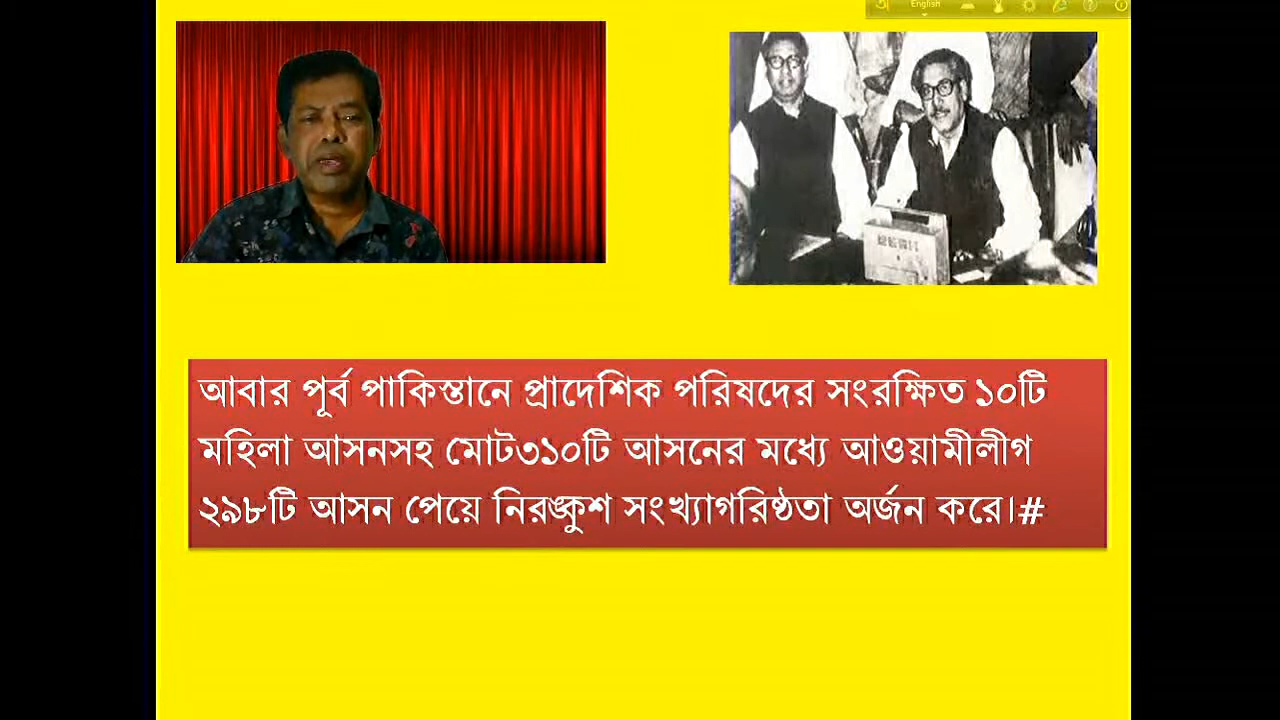 English
আবার পূর্ব পাকিস্তানে প্রাদেশিক পরিষদের সংরক্ষিত ১০টি
মহিলা আসনসহ মোট৩১০টি আসনের মধ্যে আওয়ামীলীগ
২৯৮টি আসন পেয়ে নিরঙ্কুশ সংখ্যাগরিষ্ঠতা অর্জন করে।#